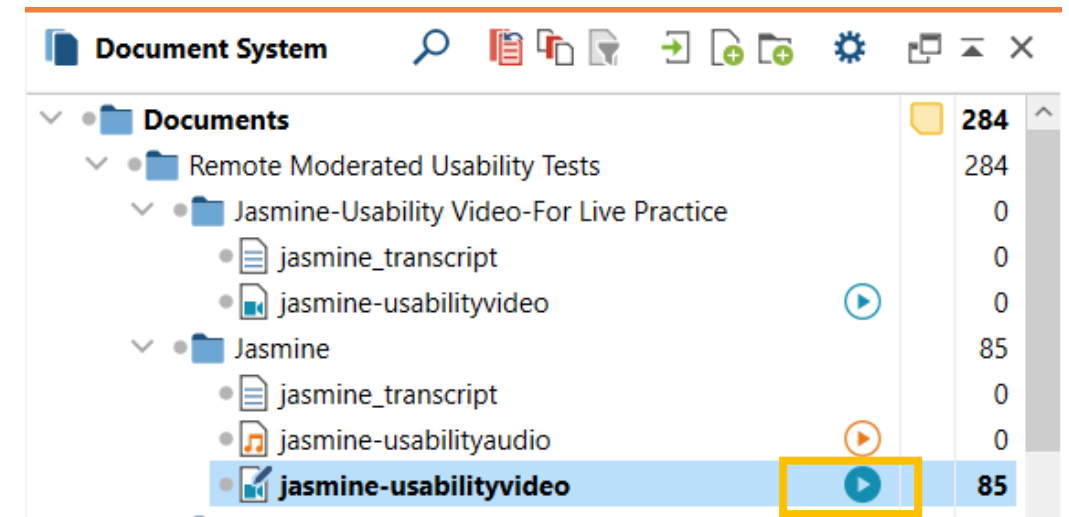 Document System
Documents 284
Remote Moderated Usability Tests 284
Jasmine-Usability Video-For Live Practice 0
jasmine_transcript 0
jasmine-usabilityvideo 0
Jasmine 85
jasmine_transcript 0
jasmine-usabilityaudio 0
jasmine-usabilityvideo 85